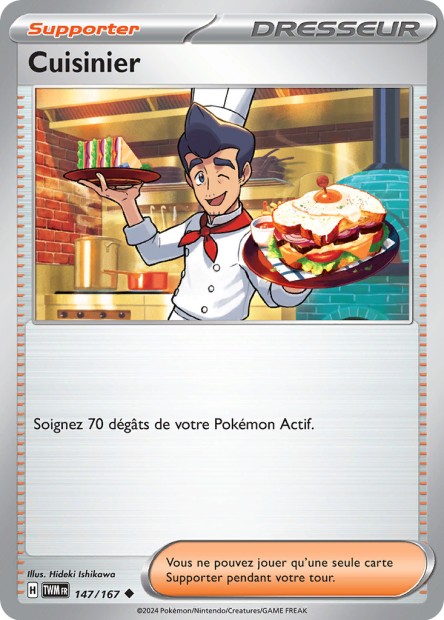 Supporter
DRESSEUR
Cuisinier
Soignez 70 dégâts de votre Pokémon Actif.
Vous ne pouvez jouer qu'une seule carte
Supporter pendant votre tour.
Illus. Hideki Ishikawa
H TWM FR 147/167
©2024 Pokémon/Nintendo/Creatures/GAME FREAK